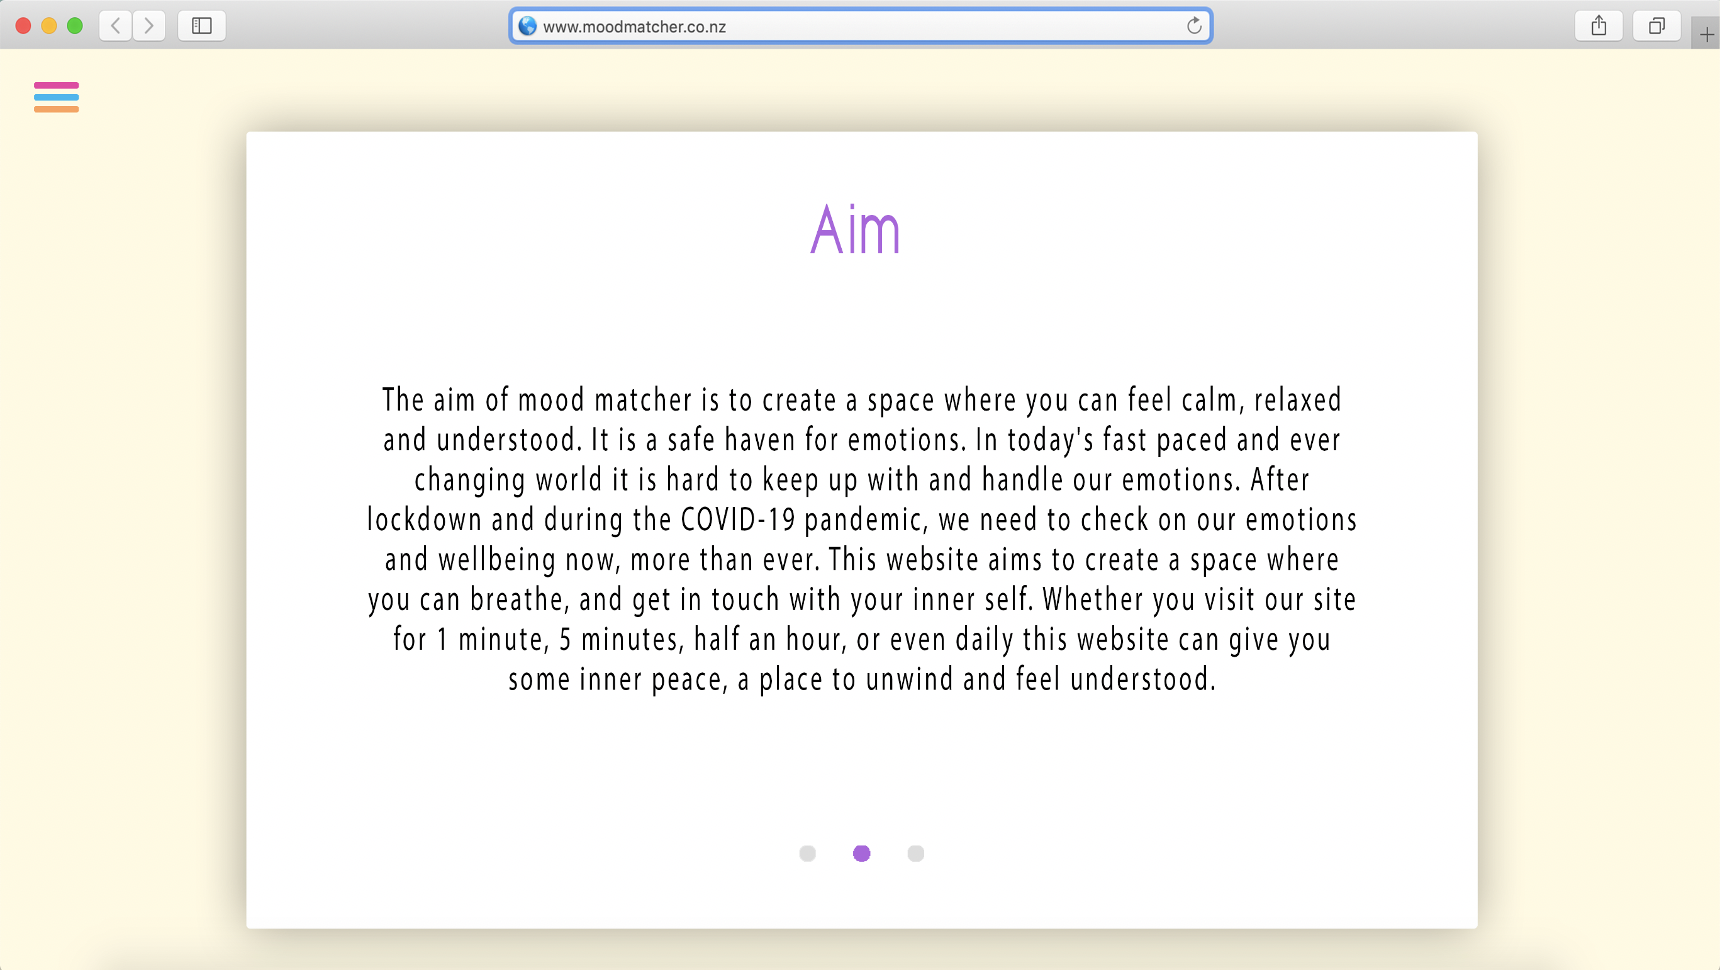 www.moodmatcher.co.nz
Aim
The aim of mood matcher is to create a space where you can feel calm, relaxed
and understood. It is a safe haven for emotions. In today's fast paced and ever
changing world it is hard to keep up with and handle our emotions. After
lockdown and during the COVID-19 pandemic, we need to check on our emotions
and wellbeing now, more than ever. This website aims to create a space where
you can breathe, and get in touch with your inner self. Whether you visit our site
for 1 minute, 5 minutes, half an hour, or even daily this website can give you
some inner peace, a place to unwind and feel understood.